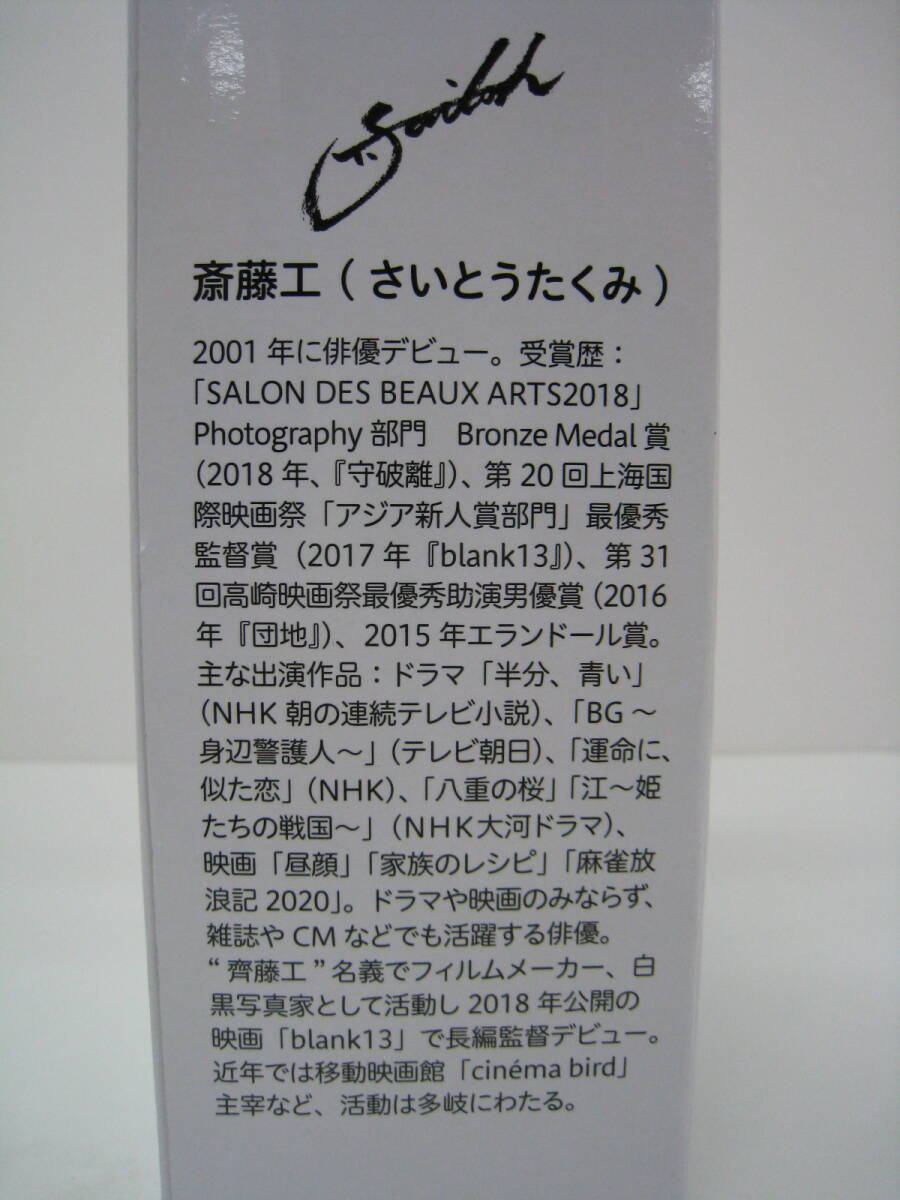 Saitoh
斎藤工 ( さいとうたくみ )
2001 年に俳優デビュー。受賞歴：
「SALON DES BEAUX ARTS2018」
Photography 部門　Bronze Medal 賞
（2018 年、『守破離』）、第 20 回上海国
際映画祭「アジア新人賞部門」最優秀
監督賞（2017 年『blank13』）、第 31
回高崎映画祭最優秀助演男優賞（2016
年『団地』）、2015 年エランドール賞。
主な出演作品：ドラマ「半分、青い」
（NHK 朝の連続テレビ小説）、「BG～
身辺警護人～」（テレビ朝日）、「運命に、
似た恋」（NHK）、「八重の桜」「江～姫
たちの戦国～」（NHK大河ドラマ）、
映画「昼顔」「家族のレシピ」「麻雀放
浪記 2020」。ドラマや映画のみならず、
雑誌や CM などでも活躍する俳優。
“ 齊藤工 ” 名義でフィルムメーカー、白
黒写真家として活動し 2018 年公開の
映画「blank13」で長編監督デビュー。
近年では移動映画館「cinéma bird」
主宰など、活動は多岐にわたる。